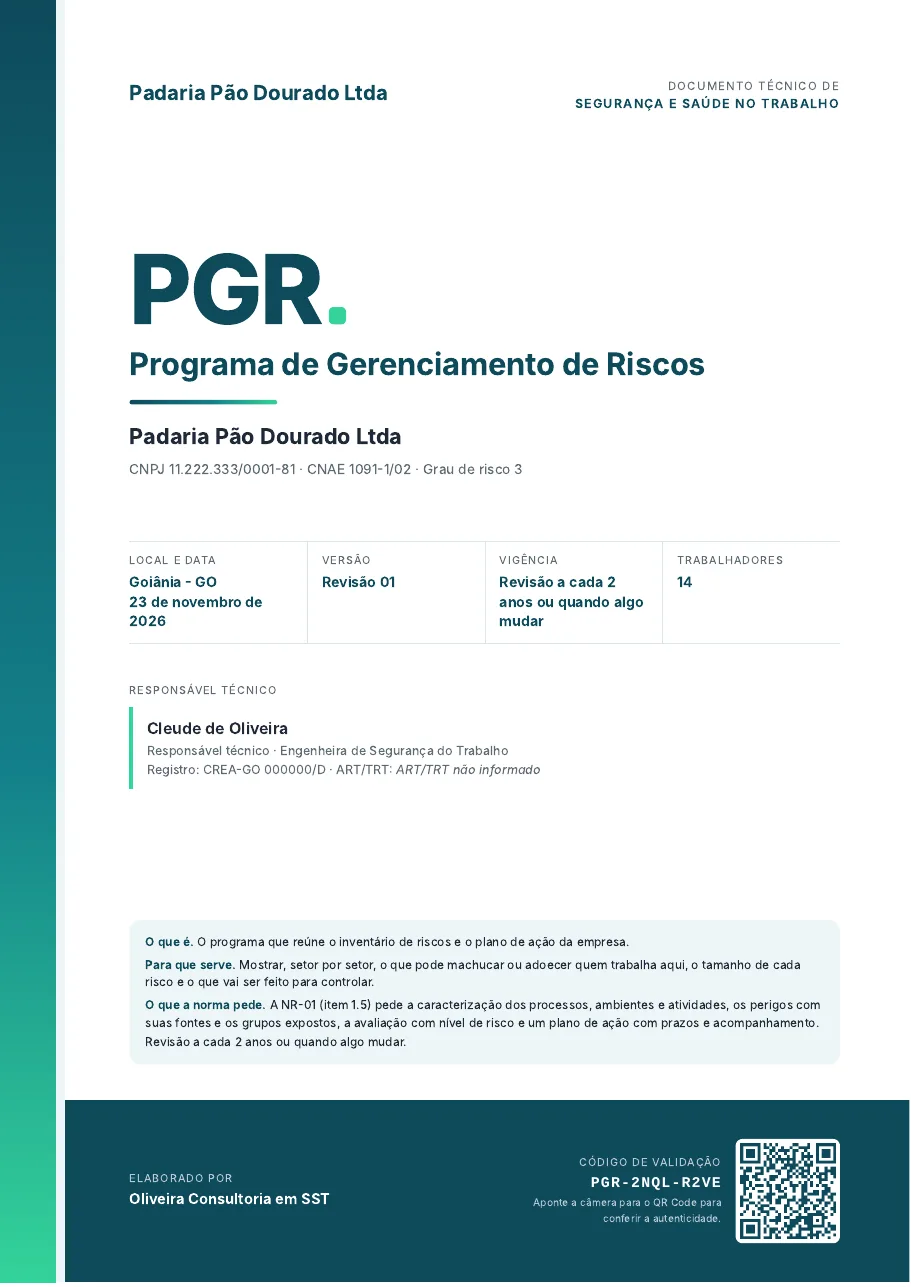 Padaria Pão Dourado Ltda
DOCUMENTO TÉCNICO DE
SEGURANÇA E SAÚDE NO TRABALHO
PGR.
Programa de Gerenciamento de Riscos
Padaria Pão Dourado Ltda
CNPJ 11.222.333/0001-81 · CNAE 1091-1/02 · Grau de risco 3
LOCAL E DATA
Goiânia - GO
23 de novembro de
2026
VERSÃO
Revisão 01
VIGÊNCIA
Revisão a cada 2
anos ou quando algo
mudar
TRABALHADORES
14
RESPONSÁVEL TÉCNICO
Cleude de Oliveira
Responsável técnico · Engenheira de Segurança do Trabalho
Registro: CREA-GO 000000/D · ART/TRT: ART/TRT não informado
O que é. O programa que reúne o inventário de riscos e o plano de ação da empresa.
Para que serve. Mostrar, setor por setor, o que pode machucar ou adoecer quem trabalha aqui, o tamanho de cada
risco e o que vai ser feito para controlar.
O que a norma pede. A NR-01 (item 1.5) pede a caracterização dos processos, ambientes e atividades, os perigos com
suas fontes e os grupos expostos, a avaliação com nível de risco e um plano de ação com prazos e acompanhamento.
Revisão a cada 2 anos ou quando algo mudar.
ELABORADO POR
Oliveira Consultoria em SST
CÓDIGO DE VALIDAÇÃO
PGR-2NQL-R2VE
Aponte a câmera para o QR Code para
conferir a autenticidade.